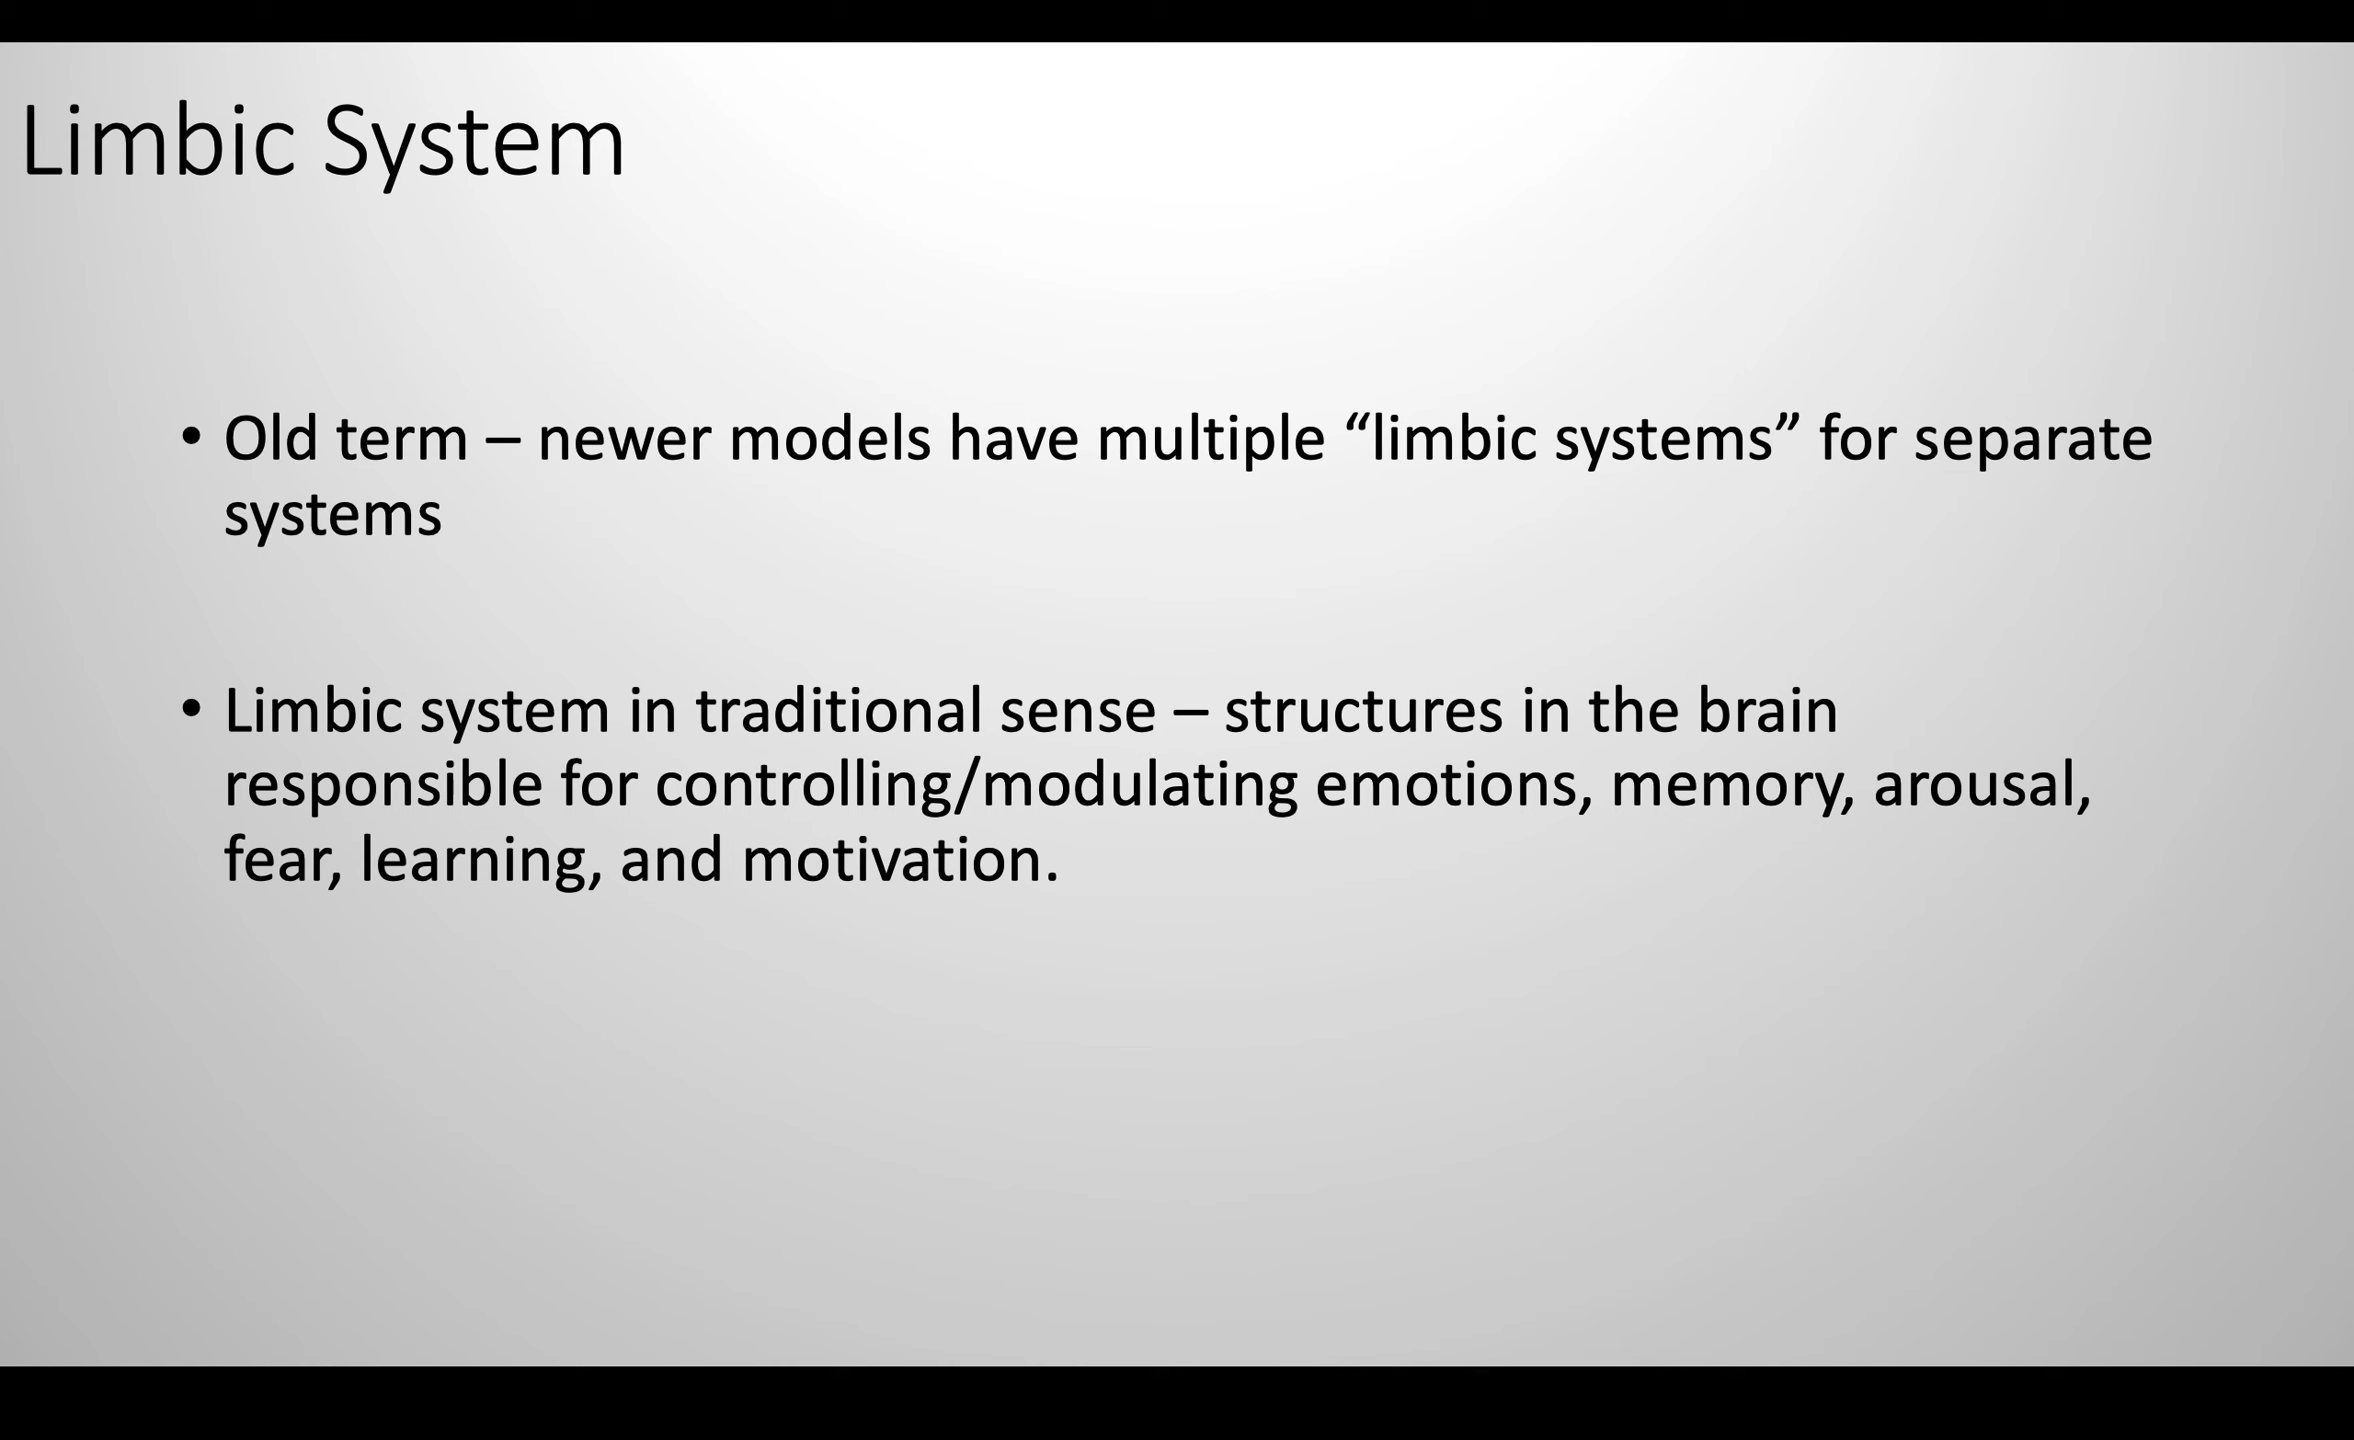 Limbic System
• Old term – newer models have multiple “limbic systems” for separate
systems
• Limbic system in traditional sense – structures in the brain
responsible for controlling/modulating emotions, memory, arousal,
fear, learning, and motivation.